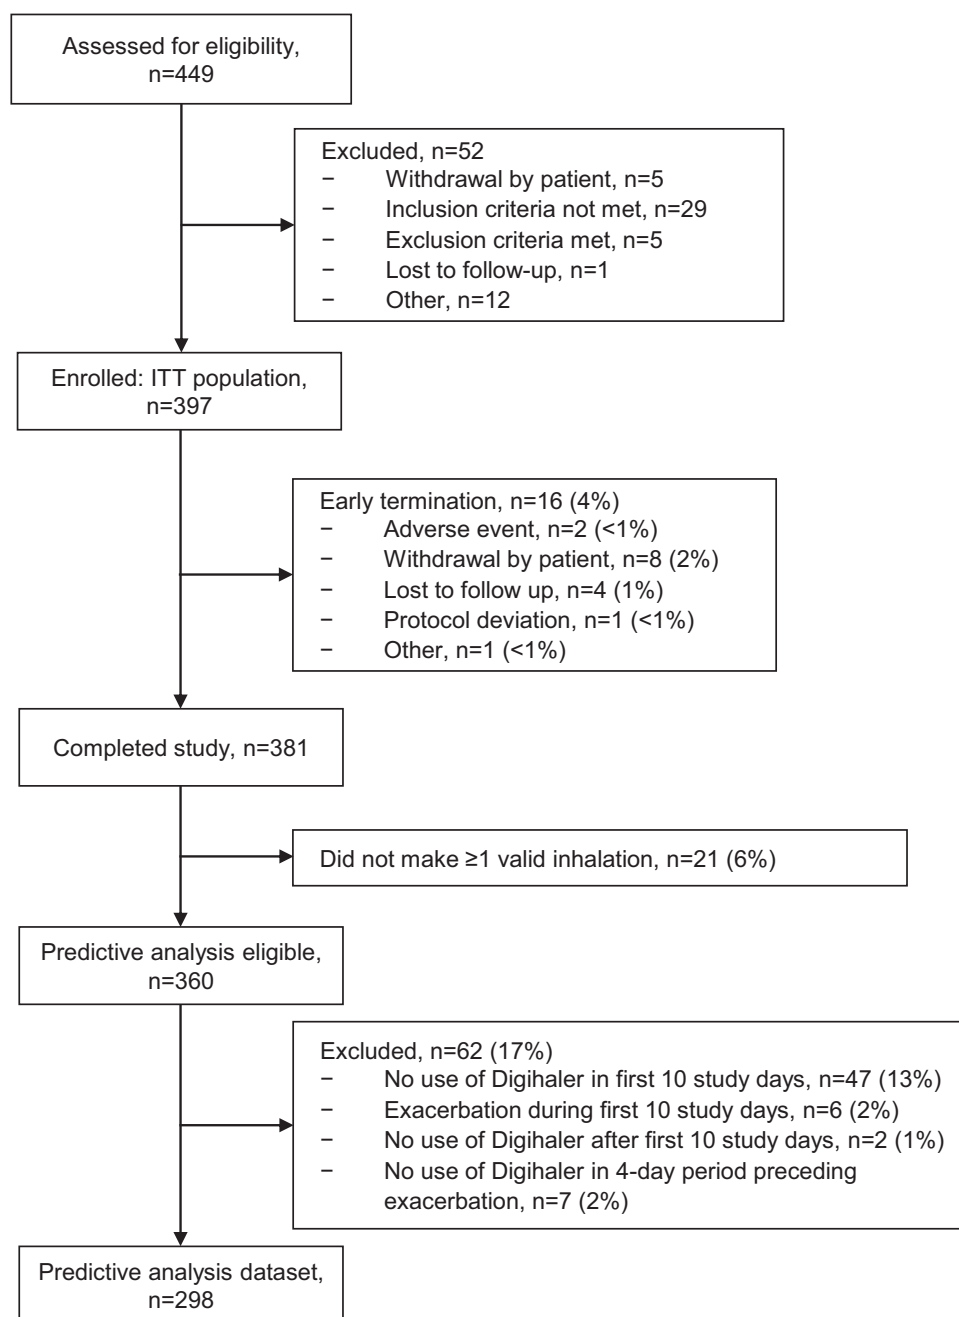 Assessed for eligibility,
n=449
Excluded, n=52
− Withdrawal by patient, n=5
− Inclusion criteria not met, n=29
− Exclusion criteria met, n=5
− Lost to follow-up, n=1
− Other, n=12
Enrolled: ITT population,
n=397
Early termination, n=16 (4%)
− Adverse event, n=2 (<1%)
− Withdrawal by patient, n=8 (2%)
− Lost to follow up, n=4 (1%)
− Protocol deviation, n=1 (<1%)
− Other, n=1 (<1%)
Completed study, n=381
Did not make ≥1 valid inhalation, n=21 (6%)
Predictive analysis eligible,
n=360
Excluded, n=62 (17%)
− No use of Digihaler in first 10 study days, n=47 (13%)
− Exacerbation during first 10 study days, n=6 (2%)
− No use of Digihaler after first 10 study days, n=2 (1%)
− No use of Digihaler in 4-day period preceding
exacerbation, n=7 (2%)
Predictive analysis dataset,
n=298